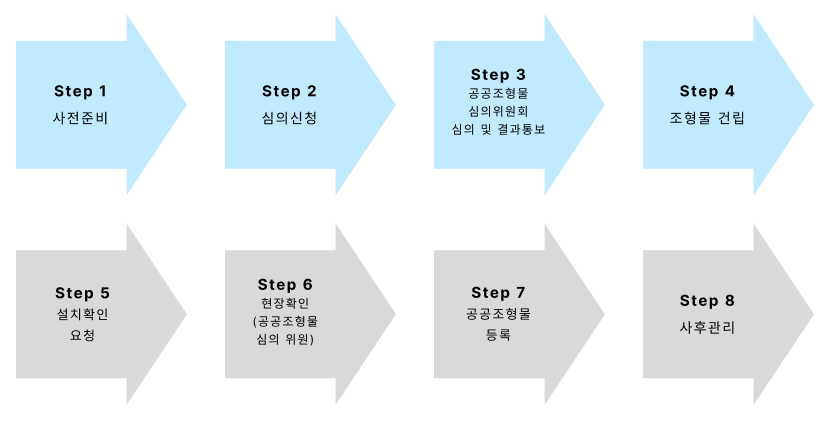 Step 1
사전준비
Step 2
심의신청
Step 3
공공조형물
심의위원회
심의 및 결과통보
Step 4
조형물 건립
Step 5
설치확인
요청
Step 6
현장확인
(공공조형물
심의 위원)
Step 7
공공조형물
등록
Step 8
사후관리